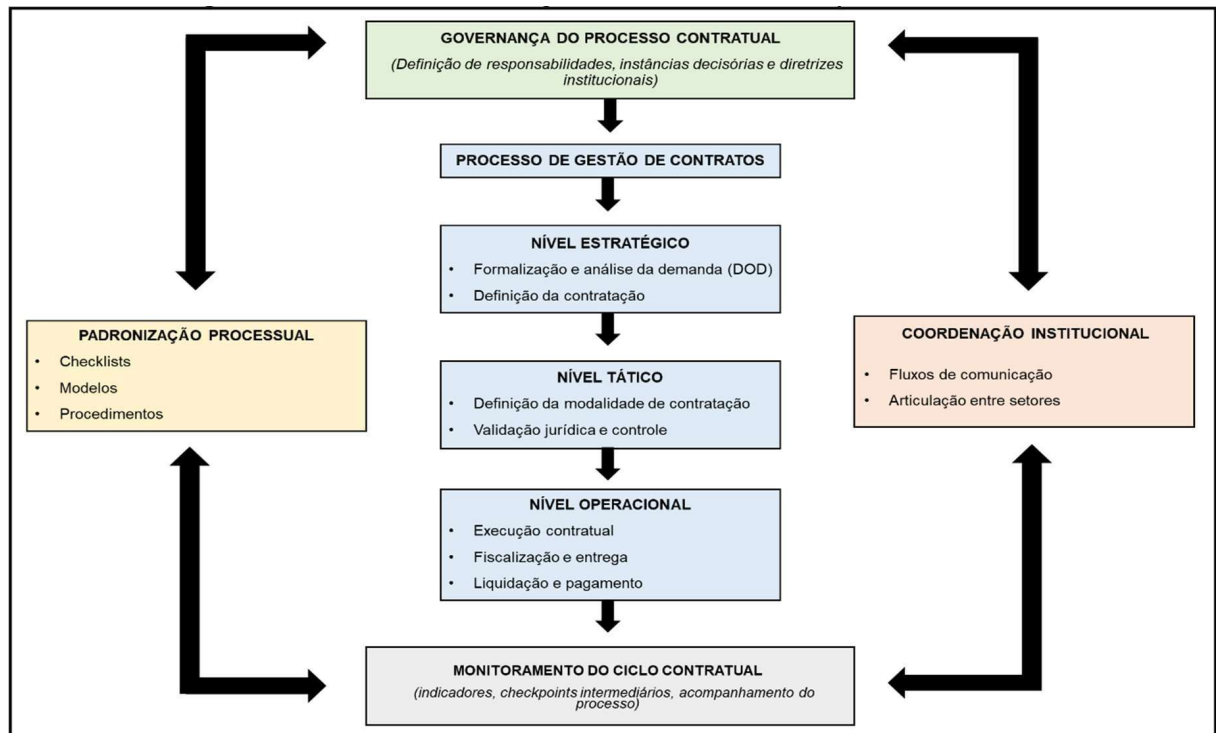 GOVERNANÇA DO PROCESSO CONTRATUAL
(Definição de responsabilidades, instâncias decisórias e diretrizes
institucionais)
PROCESSO DE GESTÃO DE CONTRATOS
NÍVEL ESTRATÉGICO
• Formalização e análise da demanda (DOD)
• Definição da contratação
PADRONIZAÇÃO PROCESSUAL
• Checklists
• Modelos
• Procedimentos
COORDENAÇÃO INSTITUCIONAL
• Fluxos de comunicação
• Articulação entre setores
NÍVEL TÁTICO
• Definição da modalidade de contratação
• Validação jurídica e controle
NÍVEL OPERACIONAL
• Execução contratual
• Fiscalização e entrega
• Liquidação e pagamento
MONITORAMENTO DO CICLO CONTRATUAL
(indicadores, checkpoints intermediários, acompanhamento do
processo)